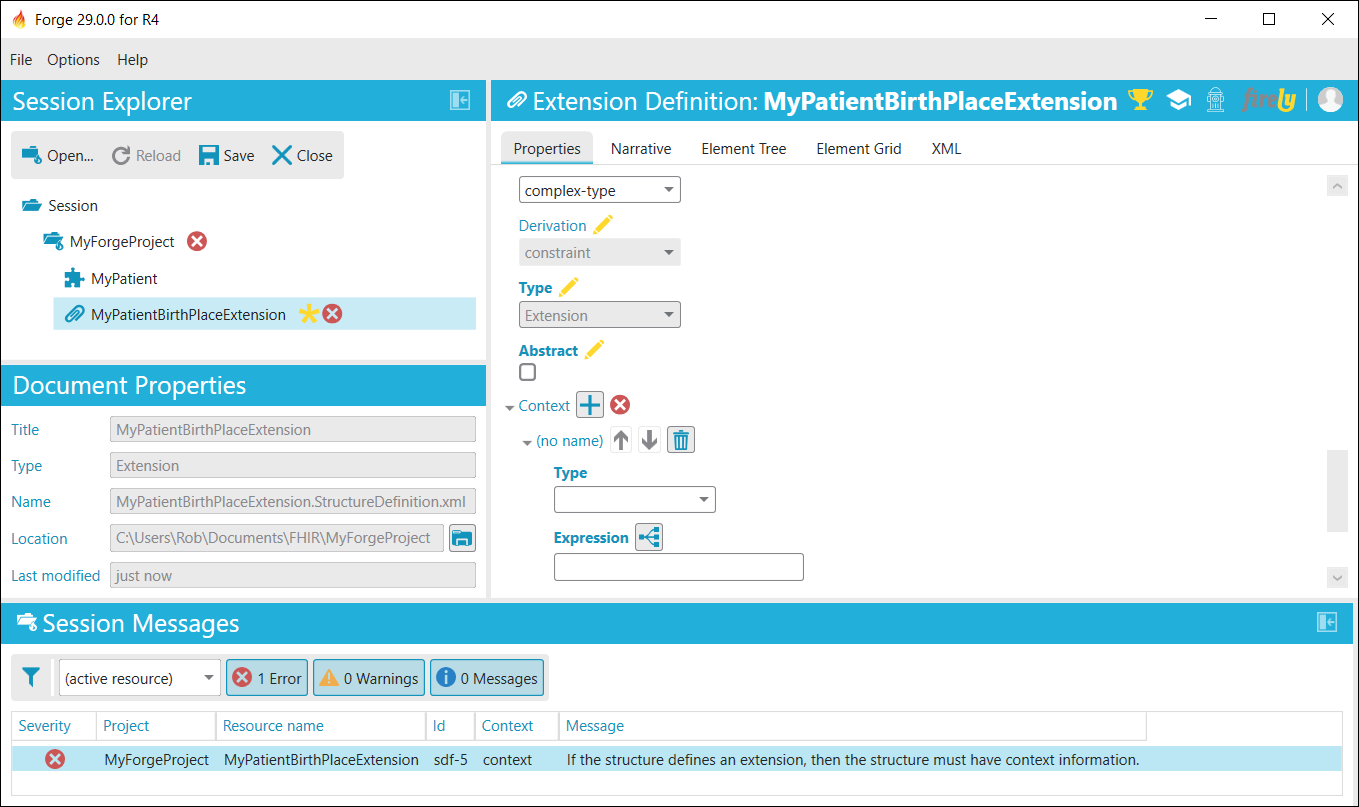 Forge 29.0.0 for R4
File Options Help
Session Explorer
Open... Reload Save Close
Session
MyForgeProject
MyPatient
MyPatientBirthPlaceExtension
Document Properties
Title MyPatientBirthPlaceExtension
Type Extension
Name MyPatientBirthPlaceExtension.StructureDefinition.xml
Location C:\Users\Rob\Documents\FHIR\MyForgeProject
Last modified just now
Extension Definition: MyPatientBirthPlaceExtension firely
Properties Narrative Element Tree Element Grid XML
complex-type
Derivation
constraint
Type
Extension
Abstract
Context
(no name)
Type
Expression
Session Messages
(active resource) 1 Error 0 Warnings 0 Messages
Severity Project Resource name Id Context Message
MyForgeProject MyPatientBirthPlaceExtension sdf-5 context If the structure defines an extension, then the structure must have context information.